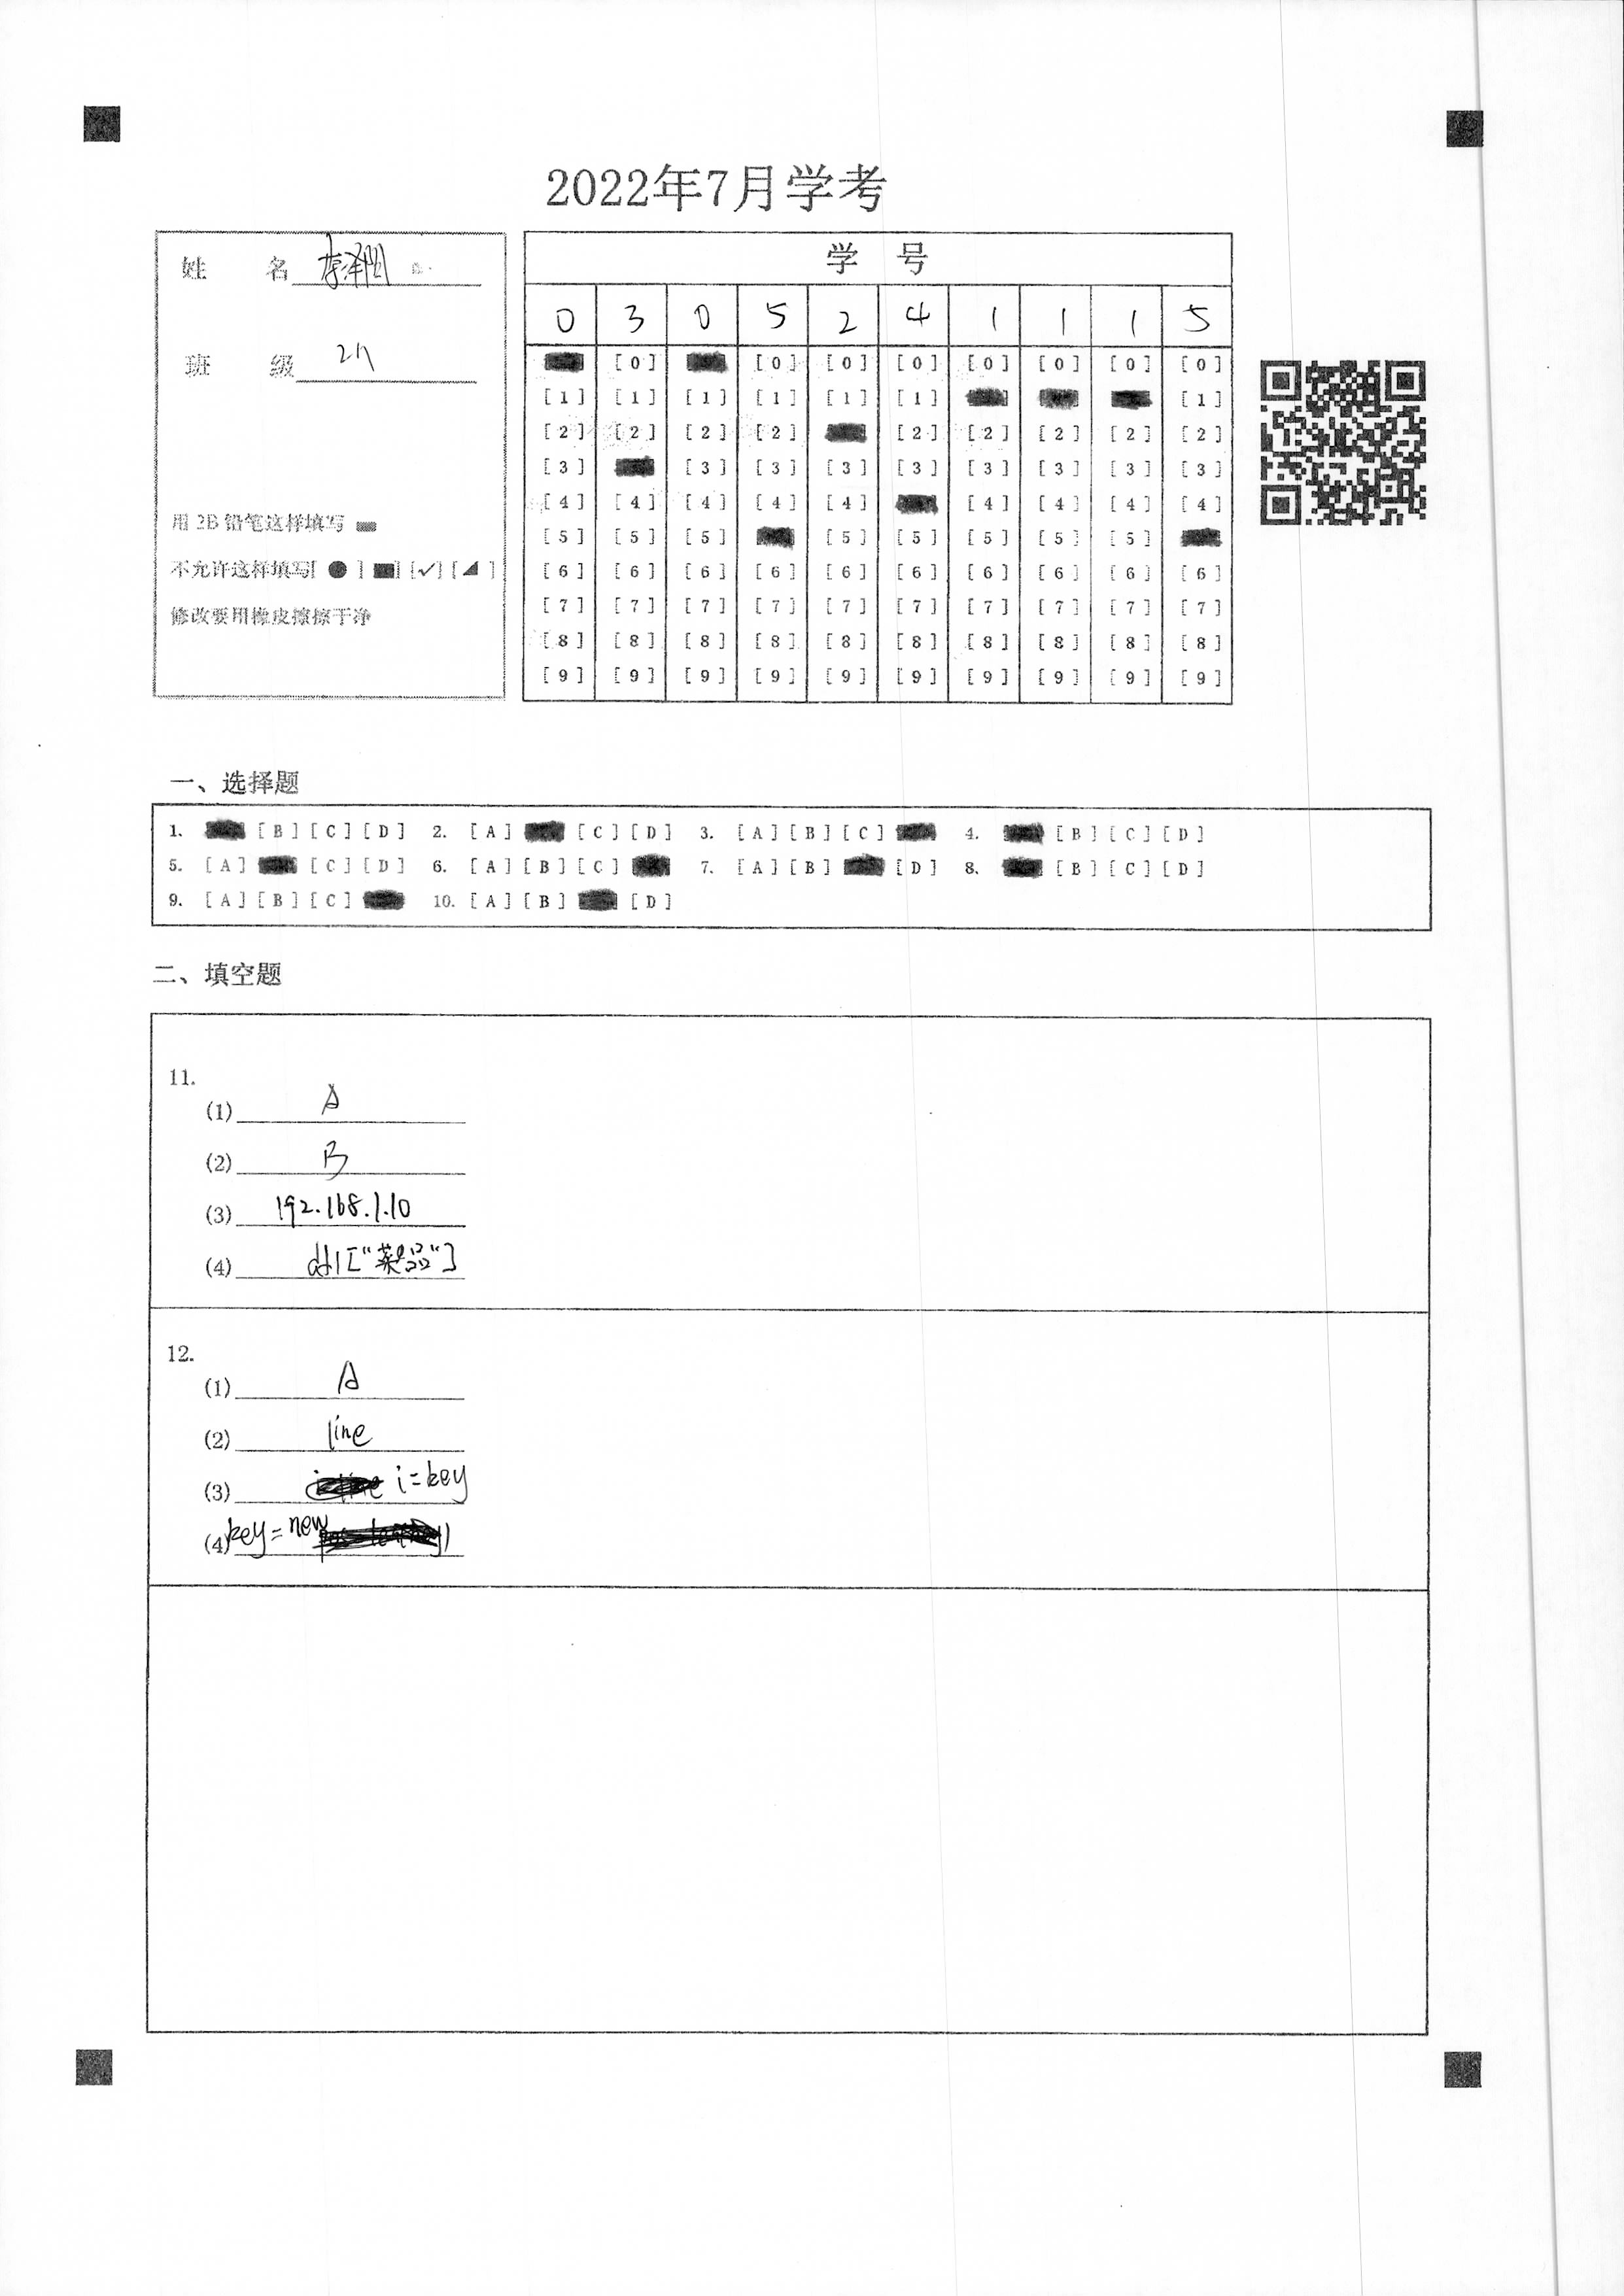 2022年7月学考
姓 名 李泽
班 级
用 2B 铅笔这样填写
不允许这样填写[ ● ] [■] [✓] [◢ ]
修改要用橡皮擦擦干净
学 号
0 3 0 5 2 4 1 1 1 5
[0] [0] [0] [0] [0] [0] [0] [0]
[1] [1] [1] [1] [1] [1] [1]
[2] [2] [2] [2] [2] [2] [2] [2] [2]
[3] [3] [3] [3] [3] [3] [3] [3] [3]
[4] [4] [4] [4] [4] [4] [4] [4] [4]
[5] [5] [5] [5] [5] [5] [5] [5]
[6] [6] [6] [6] [6] [6] [6] [6] [6] [6]
[7] [7] [7] [7] [7] [7] [7] [7] [7] [7]
[8] [8] [8] [8] [8] [8] [8] [8] [8] [8]
[9] [9] [9] [9] [9] [9] [9] [9] [9] [9]
一、选择题
1. [B] [C] [D] 2. [A] [C] [D] 3. [A] [B] [C] 4. [B] [C] [D]
5. [A] [C] [D] 6. [A] [B] [C] 7. [A] [B] [D] 8. [B] [C] [D]
9. [A] [B] [C] 10. [A] [B] [D]
二、填空题
11.
(1) A
(2) B
(3) 192.168.1.10
(4) df1["菜品"]
12.
(1) A
(2) line
(3) i=key
(4) key=new